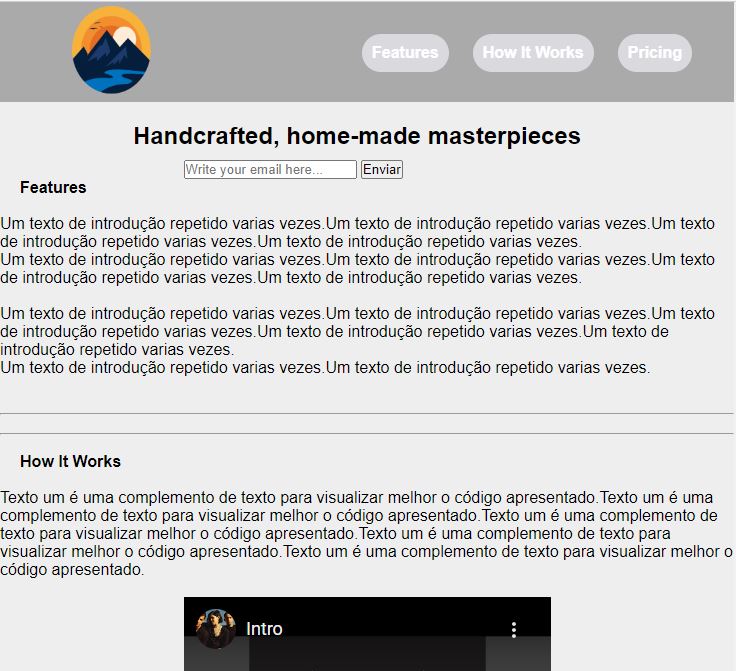 Features
How It Works
Pricing
Handcrafted, home-made masterpieces
Write your email here...
Enviar
Features
Um texto de introdução repetido varias vezes.Um texto de introdução repetido varias vezes.Um texto
de introdução repetido varias vezes.Um texto de introdução repetido varias vezes.
Um texto de introdução repetido varias vezes.Um texto de introdução repetido varias vezes.Um texto
de introdução repetido varias vezes.Um texto de introdução repetido varias vezes.
Um texto de introdução repetido varias vezes.Um texto de introdução repetido varias vezes.Um texto
de introdução repetido varias vezes.Um texto de introdução repetido varias vezes.Um texto de
introdução repetido varias vezes.
Um texto de introdução repetido varias vezes.Um texto de introdução repetido varias vezes.
How It Works
Texto um é uma complemento de texto para visualizar melhor o código apresentado.Texto um é uma
complemento de texto para visualizar melhor o código apresentado.Texto um é uma complemento de
texto para visualizar melhor o código apresentado.Texto um é uma complemento de texto para
visualizar melhor o código apresentado.Texto um é uma complemento de texto para visualizar melhor o
código apresentado.
Intro